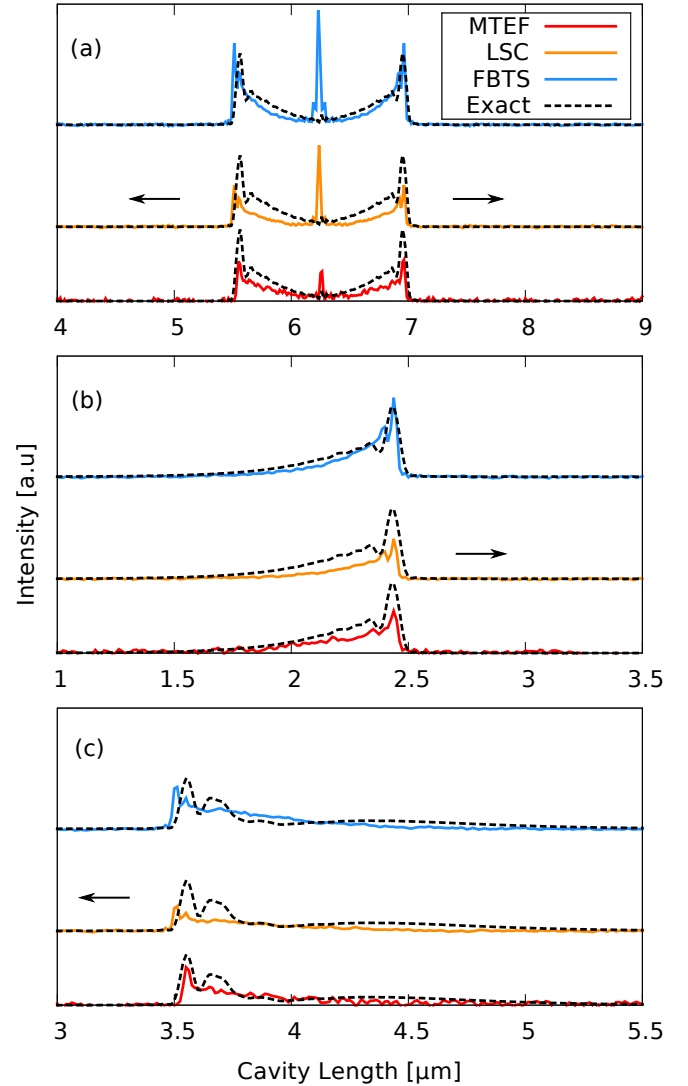 (a)
MTEF
LSC
FBTS
Exact
4 5 6 7 8 9
(b)
1 1.5 2 2.5 3 3.5
Intensity [a.u]
(c)
3 3.5 4 4.5 5 5.5
Cavity Length [μm]